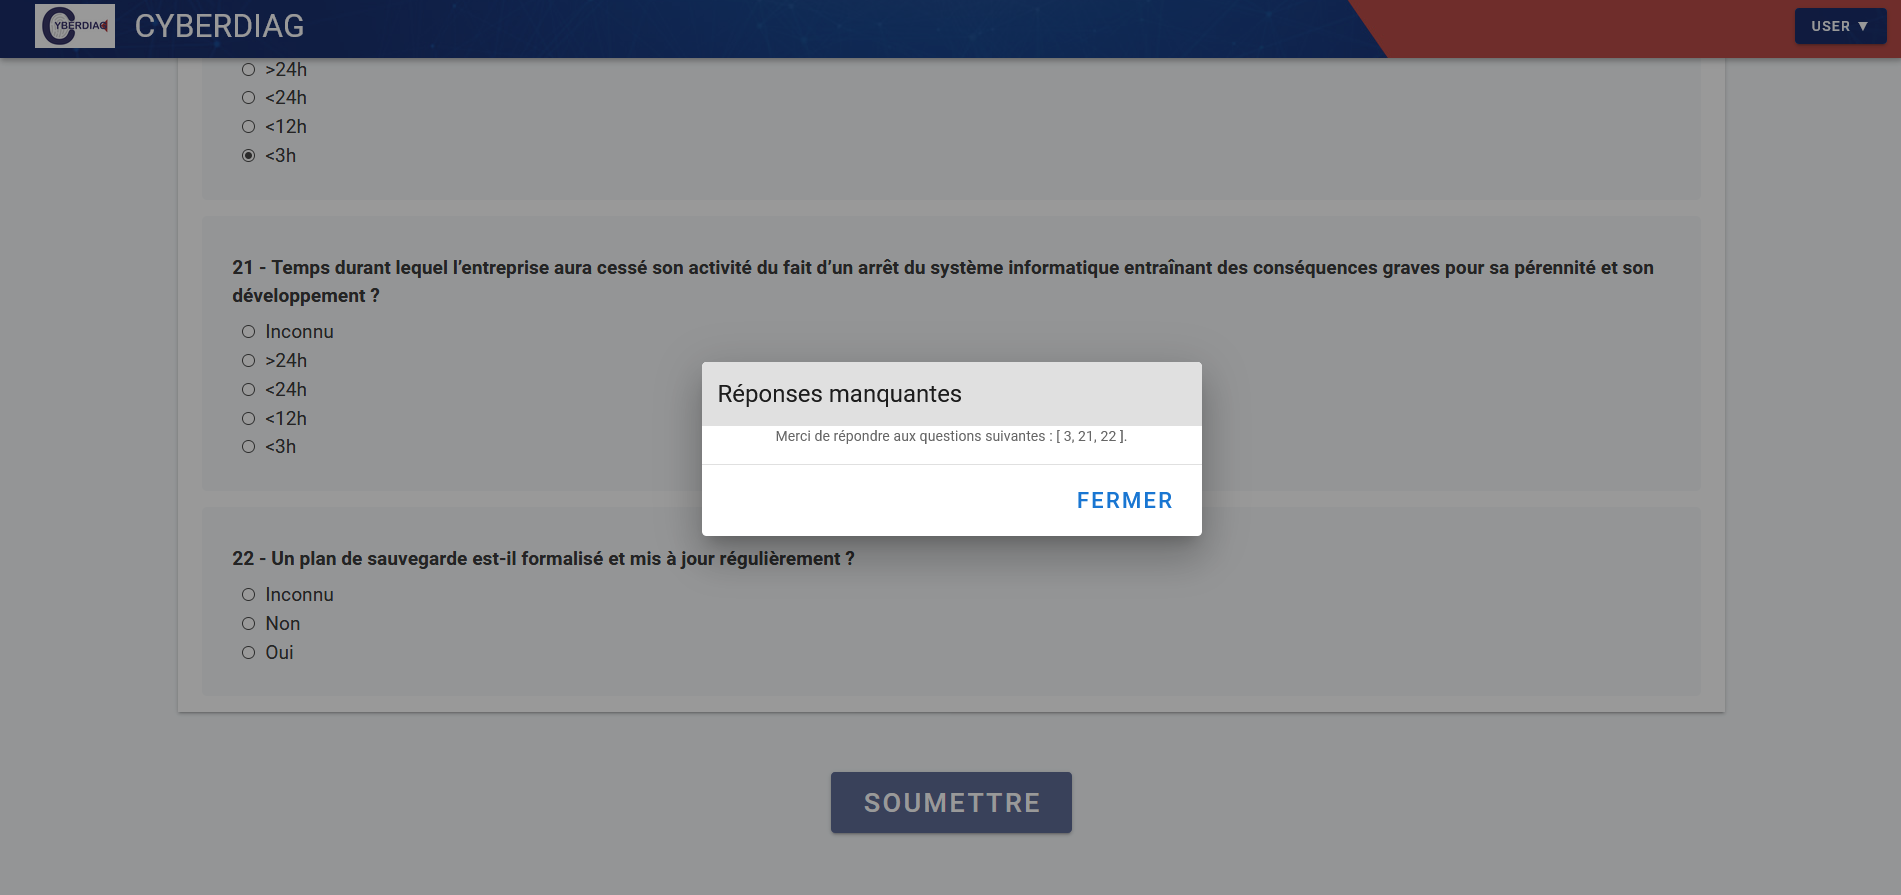 CYBERDIAG
CYBERDIAG
USER ▼
>24h
<24h
<12h
<3h
21 - Temps durant lequel l’entreprise aura cessé son activité du fait d’un arrêt du système informatique entraînant des conséquences graves pour sa pérennité et son
développement ?
Inconnu
>24h
<24h
<12h
<3h
Réponses manquantes
Merci de répondre aux questions suivantes : [ 3, 21, 22 ].
FERMER
22 - Un plan de sauvegarde est-il formalisé et mis à jour régulièrement ?
Inconnu
Non
Oui
SOUMETTRE